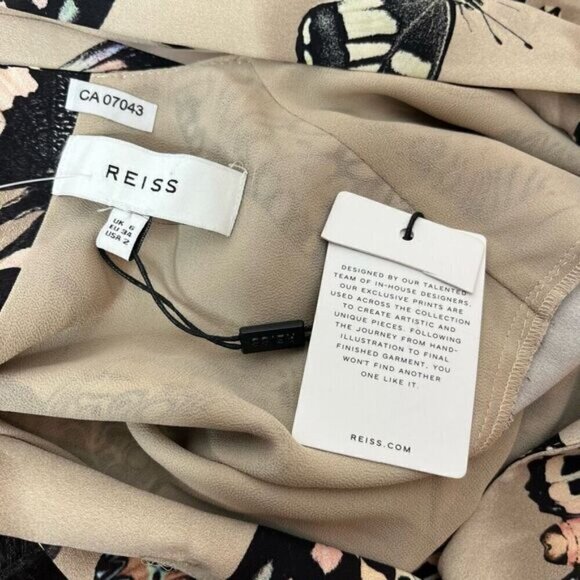 CA 07043
REISS
UK 6
EU 34
USA 2
DESIGNED BY OUR TALENTED
TEAM OF IN-HOUSE DESIGNERS,
OUR EXCLUSIVE PRINTS ARE
USED ACROSS THE COLLECTION
TO CREATE ARTISTIC AND
UNIQUE PIECES. FOLLOWING
THE JOURNEY FROM HAND-
ILLUSTRATION TO FINAL
FINISHED GARMENT, YOU
WON'T FIND ANOTHER
ONE LIKE IT.
REISS.COM